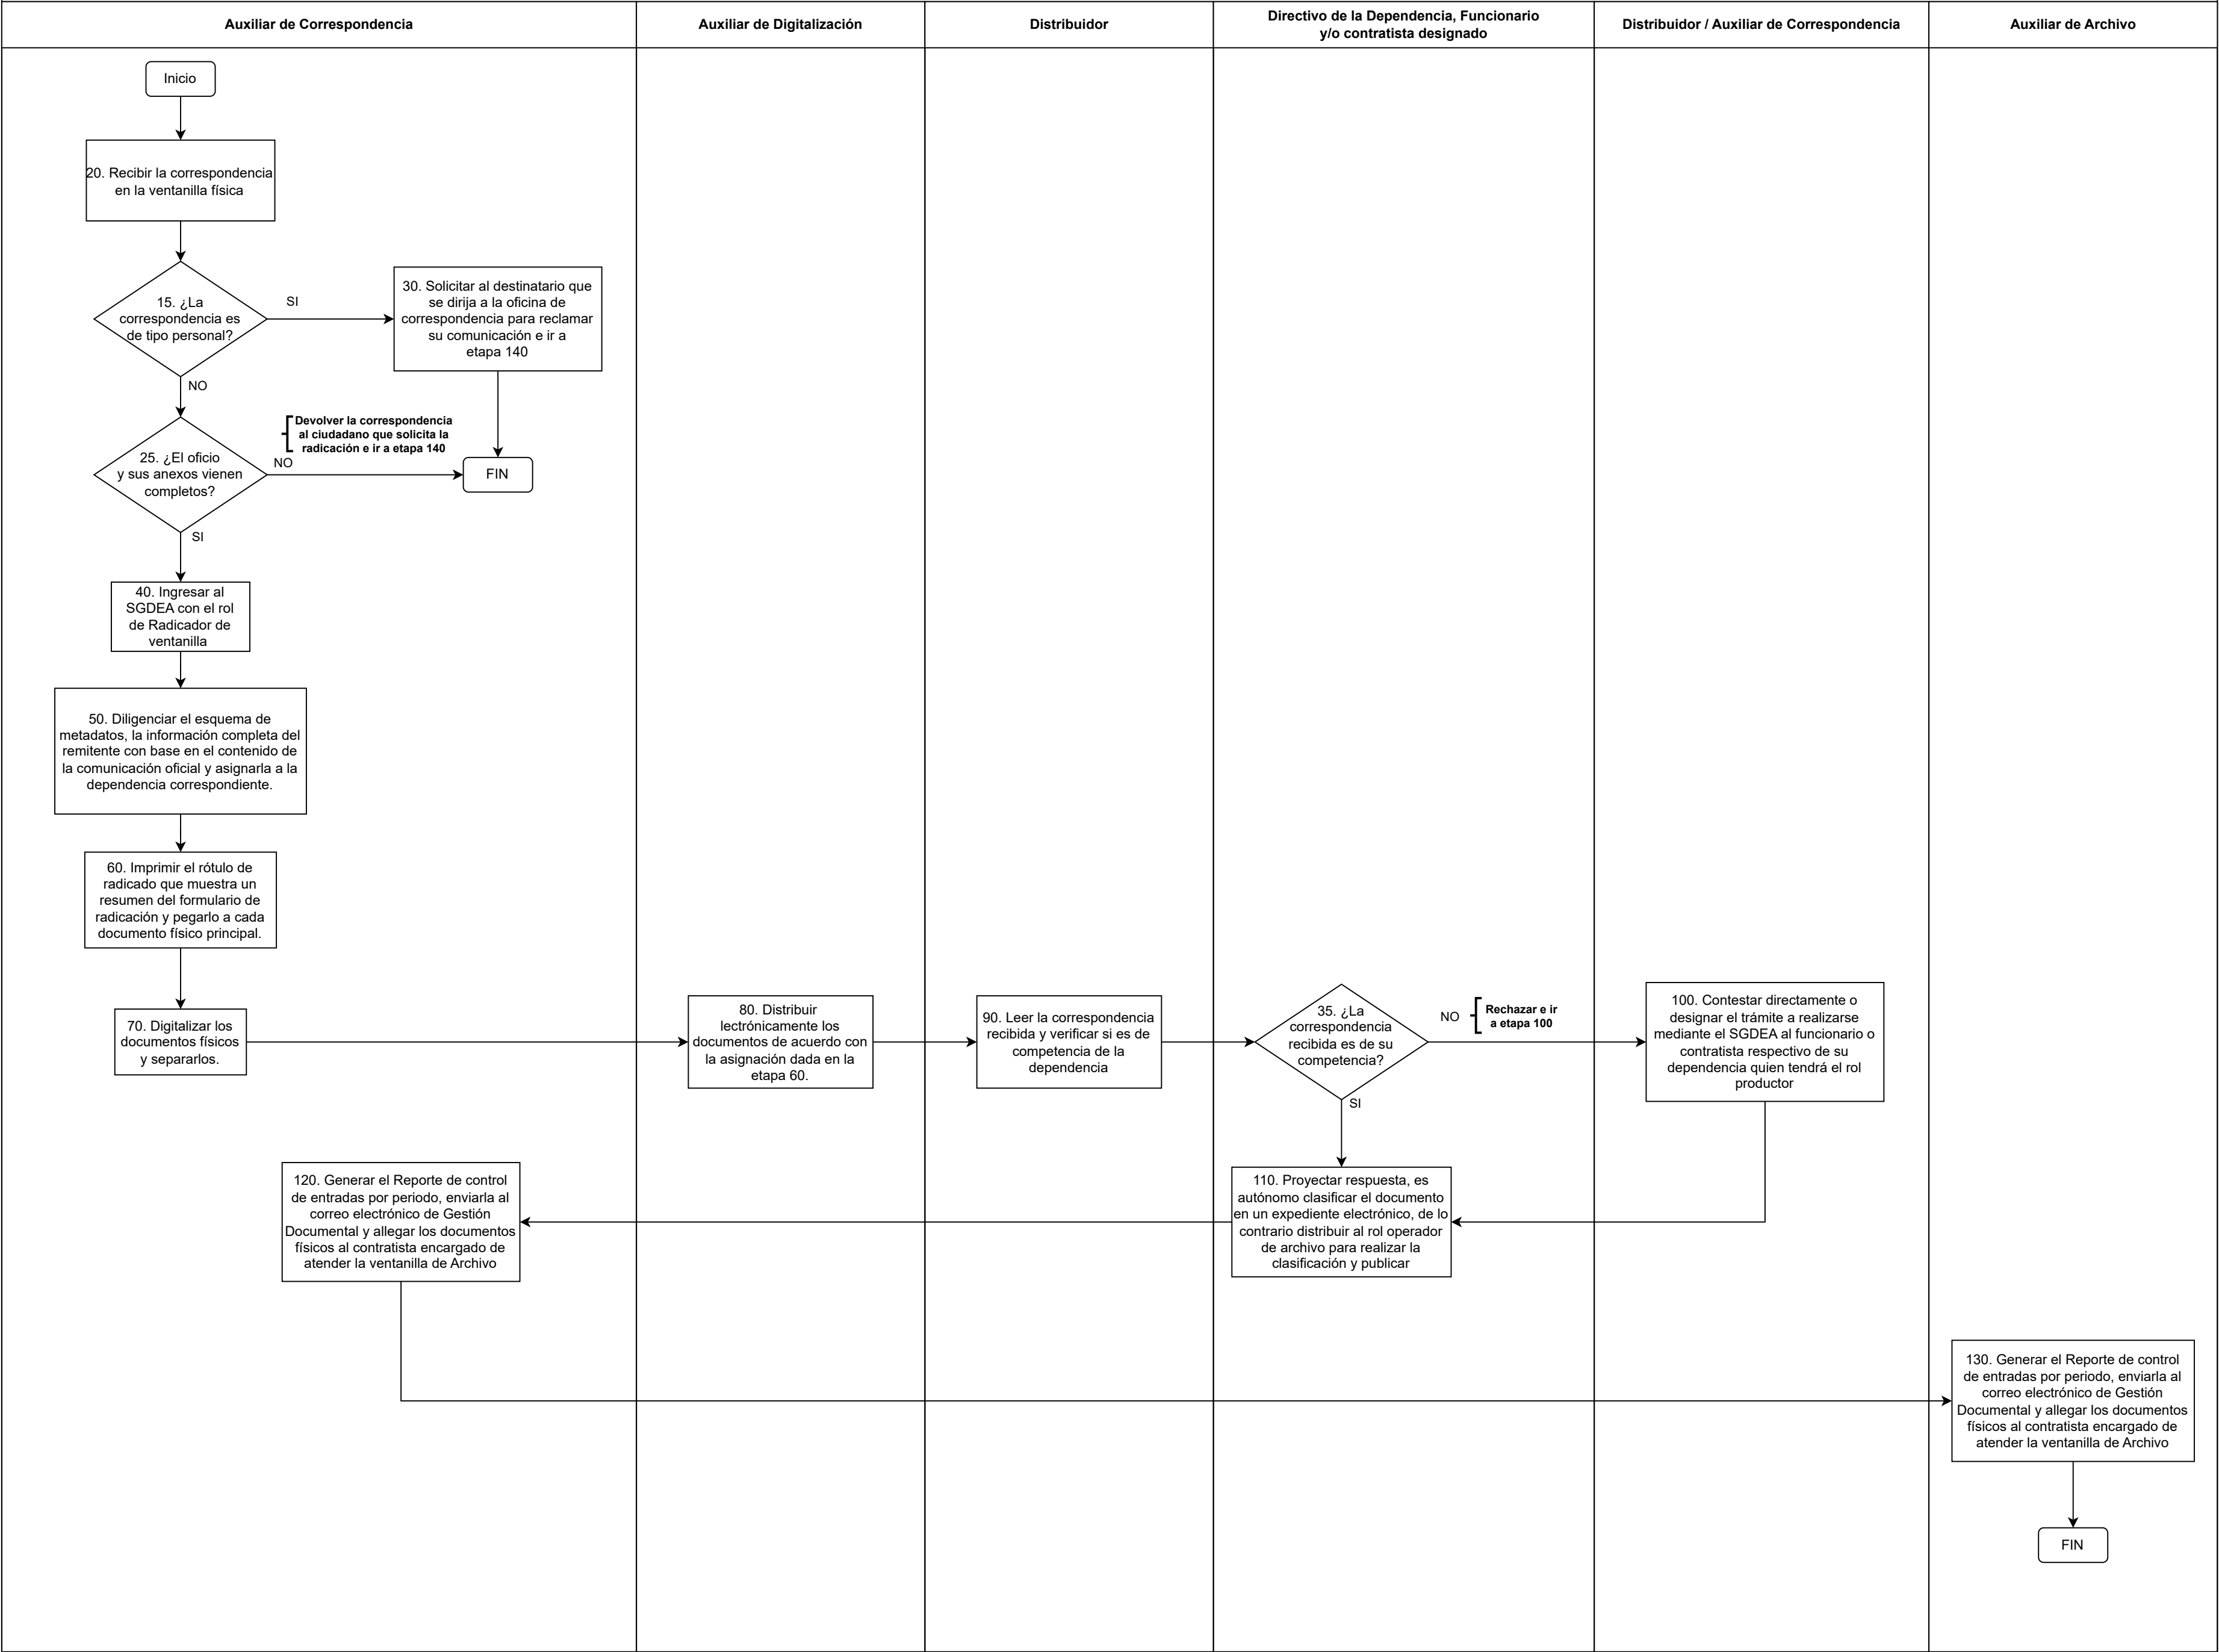 Auxiliar de Correspondencia
Auxiliar de Digitalización
Distribuidor
Directivo de la Dependencia, Funcionario
y/o contratista designado
Distribuidor / Auxiliar de Correspondencia
Auxiliar de Archivo
Inicio
20. Recibir la correspondencia
en la ventanilla física
15. ¿La
correspondencia es
de tipo personal?
SI
30. Solicitar al destinatario que
se dirija a la oficina de
correspondencia para reclamar
su comunicación e ir a
etapa 140
NO
Devolver la correspondencia
al ciudadano que solicita la
radicación e ir a etapa 140
25. ¿El oficio
y sus anexos vienen
completos?
NO
FIN
SI
40. Ingresar al
SGDEA con el rol
de Radicador de
ventanilla
50. Diligenciar el esquema de
metadatos, la información completa del
remitente con base en el contenido de
la comunicación oficial y asignarla a la
dependencia correspondiente.
60. Imprimir el rótulo de
radicado que muestra un
resumen del formulario de
radicación y pegarlo a cada
documento físico principal.
70. Digitalizar los
documentos físicos
y separarlos.
80. Distribuir
lectrónicamente los
documentos de acuerdo con
la asignación dada en la
etapa 60.
90. Leer la correspondencia
recibida y verificar si es de
competencia de la
dependencia
35. ¿La
correspondencia
recibida es de su
competencia?
NO
Rechazar e ir
a etapa 100
100. Contestar directamente o
designar el trámite a realizarse
mediante el SGDEA al funcionario o
contratista respectivo de su
dependencia quien tendrá el rol
productor
SI
110. Proyectar respuesta, es
autónomo clasificar el documento
en un expediente electrónico, de lo
contrario distribuir al rol operador
de archivo para realizar la
clasificación y publicar
120. Generar el Reporte de control
de entradas por periodo, enviarla al
correo electrónico de Gestión
Documental y allegar los documentos
físicos al contratista encargado de
atender la ventanilla de Archivo
130. Generar el Reporte de control
de entradas por periodo, enviarla al
correo electrónico de Gestión
Documental y allegar los documentos
físicos al contratista encargado de
atender la ventanilla de Archivo
FIN